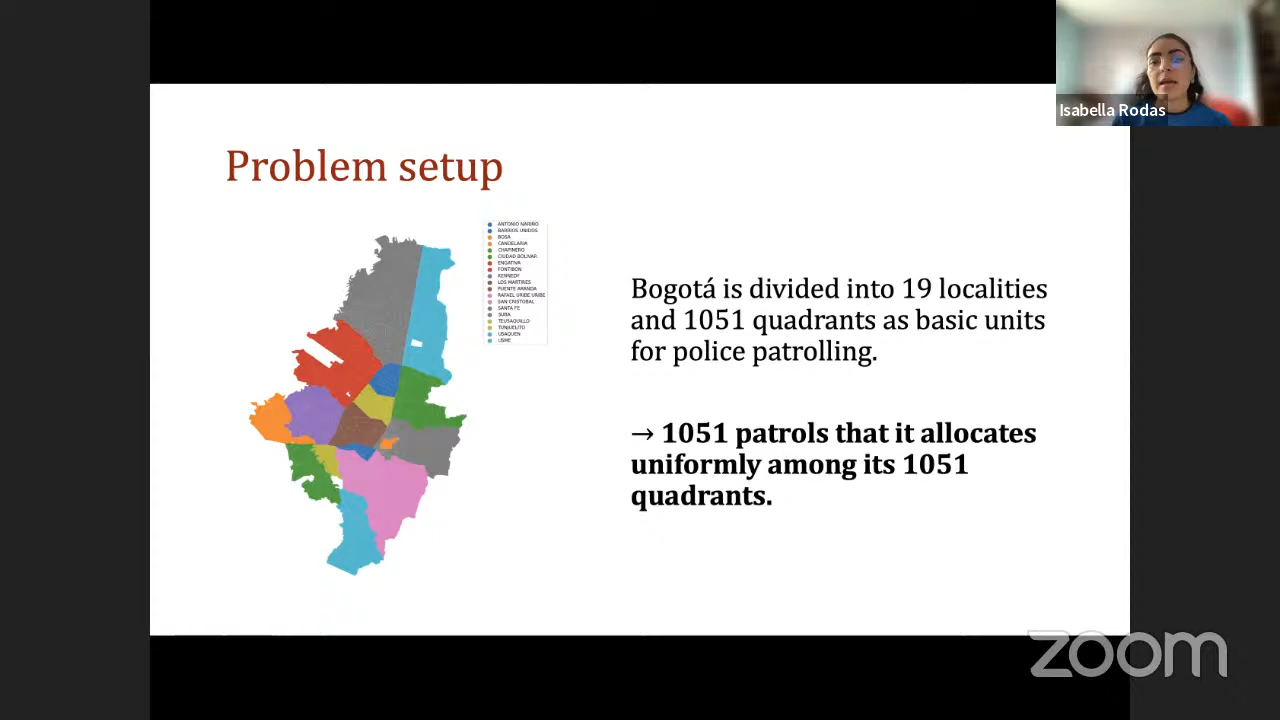 Isabella Rodas
Problem setup
ANTONIO NARIÑO
BARRIOS UNIDOS
BOSA
CANDELARIA
CHAPINERO
CIUDAD BOLIVAR
ENGATIVA
FONTIBON
KENNEDY
LOS MARTIRES
PUENTE ARANDA
RAFAEL URIBE URIBE
SAN CRISTOBAL
SANTA FE
SUBA
TEUSAQUILLO
TUNJUELITO
USAQUEN
USME
Bogotá is divided into 19 localities
and 1051 quadrants as basic units
for police patrolling.
→ 1051 patrols that it allocates
uniformly among its 1051
quadrants.
zoom